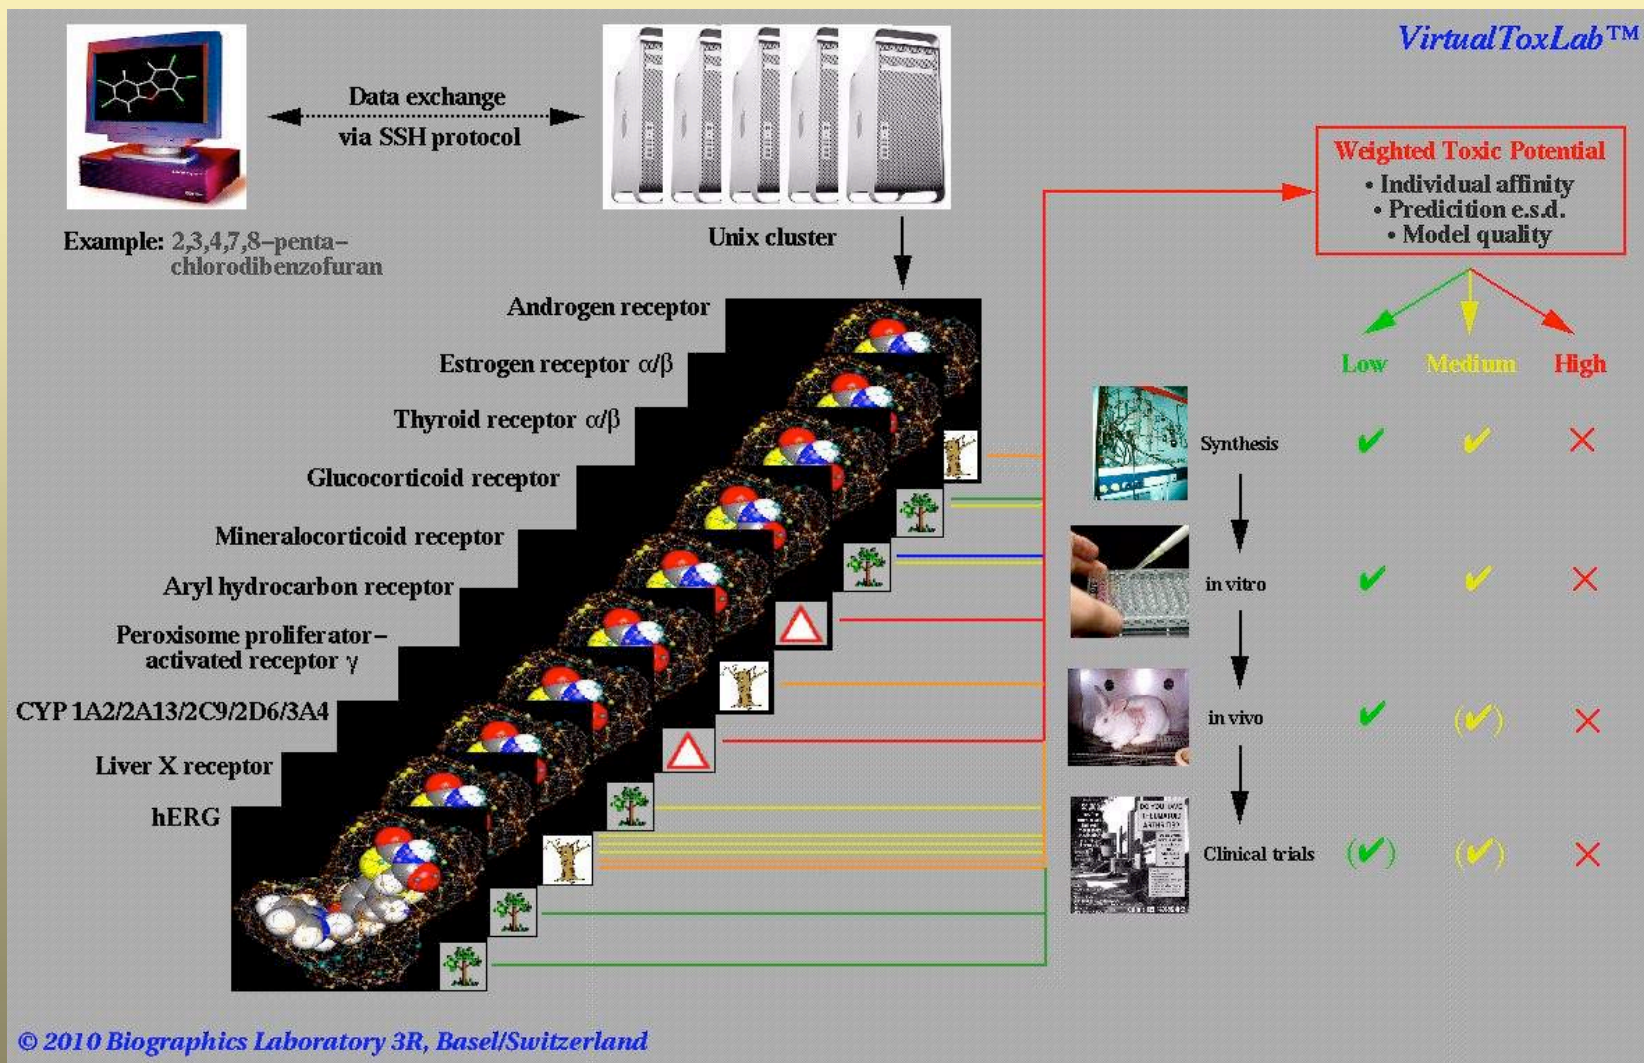 VirtualToxLab™
Data exchange
via SSH protocol
Example: 2,3,4,7,8–penta–
chlorodibenzofuran
Unix cluster
Weighted Toxic Potential
• Individual affinity
• Predicition e.s.d.
• Model quality
Low Medium High
Androgen receptor
Estrogen receptor α/β
Thyroid receptor α/β
Glucocorticoid receptor
Mineralocorticoid receptor
Aryl hydrocarbon receptor
Peroxisome proliferator–
activated receptor γ
CYP 1A2/2A13/2C9/2D6/3A4
Liver X receptor
hERG
Synthesis
in vitro
in vivo
DO YOU HAVE
Clinical trials
© 2010 Biographics Laboratory 3R, Basel/Switzerland